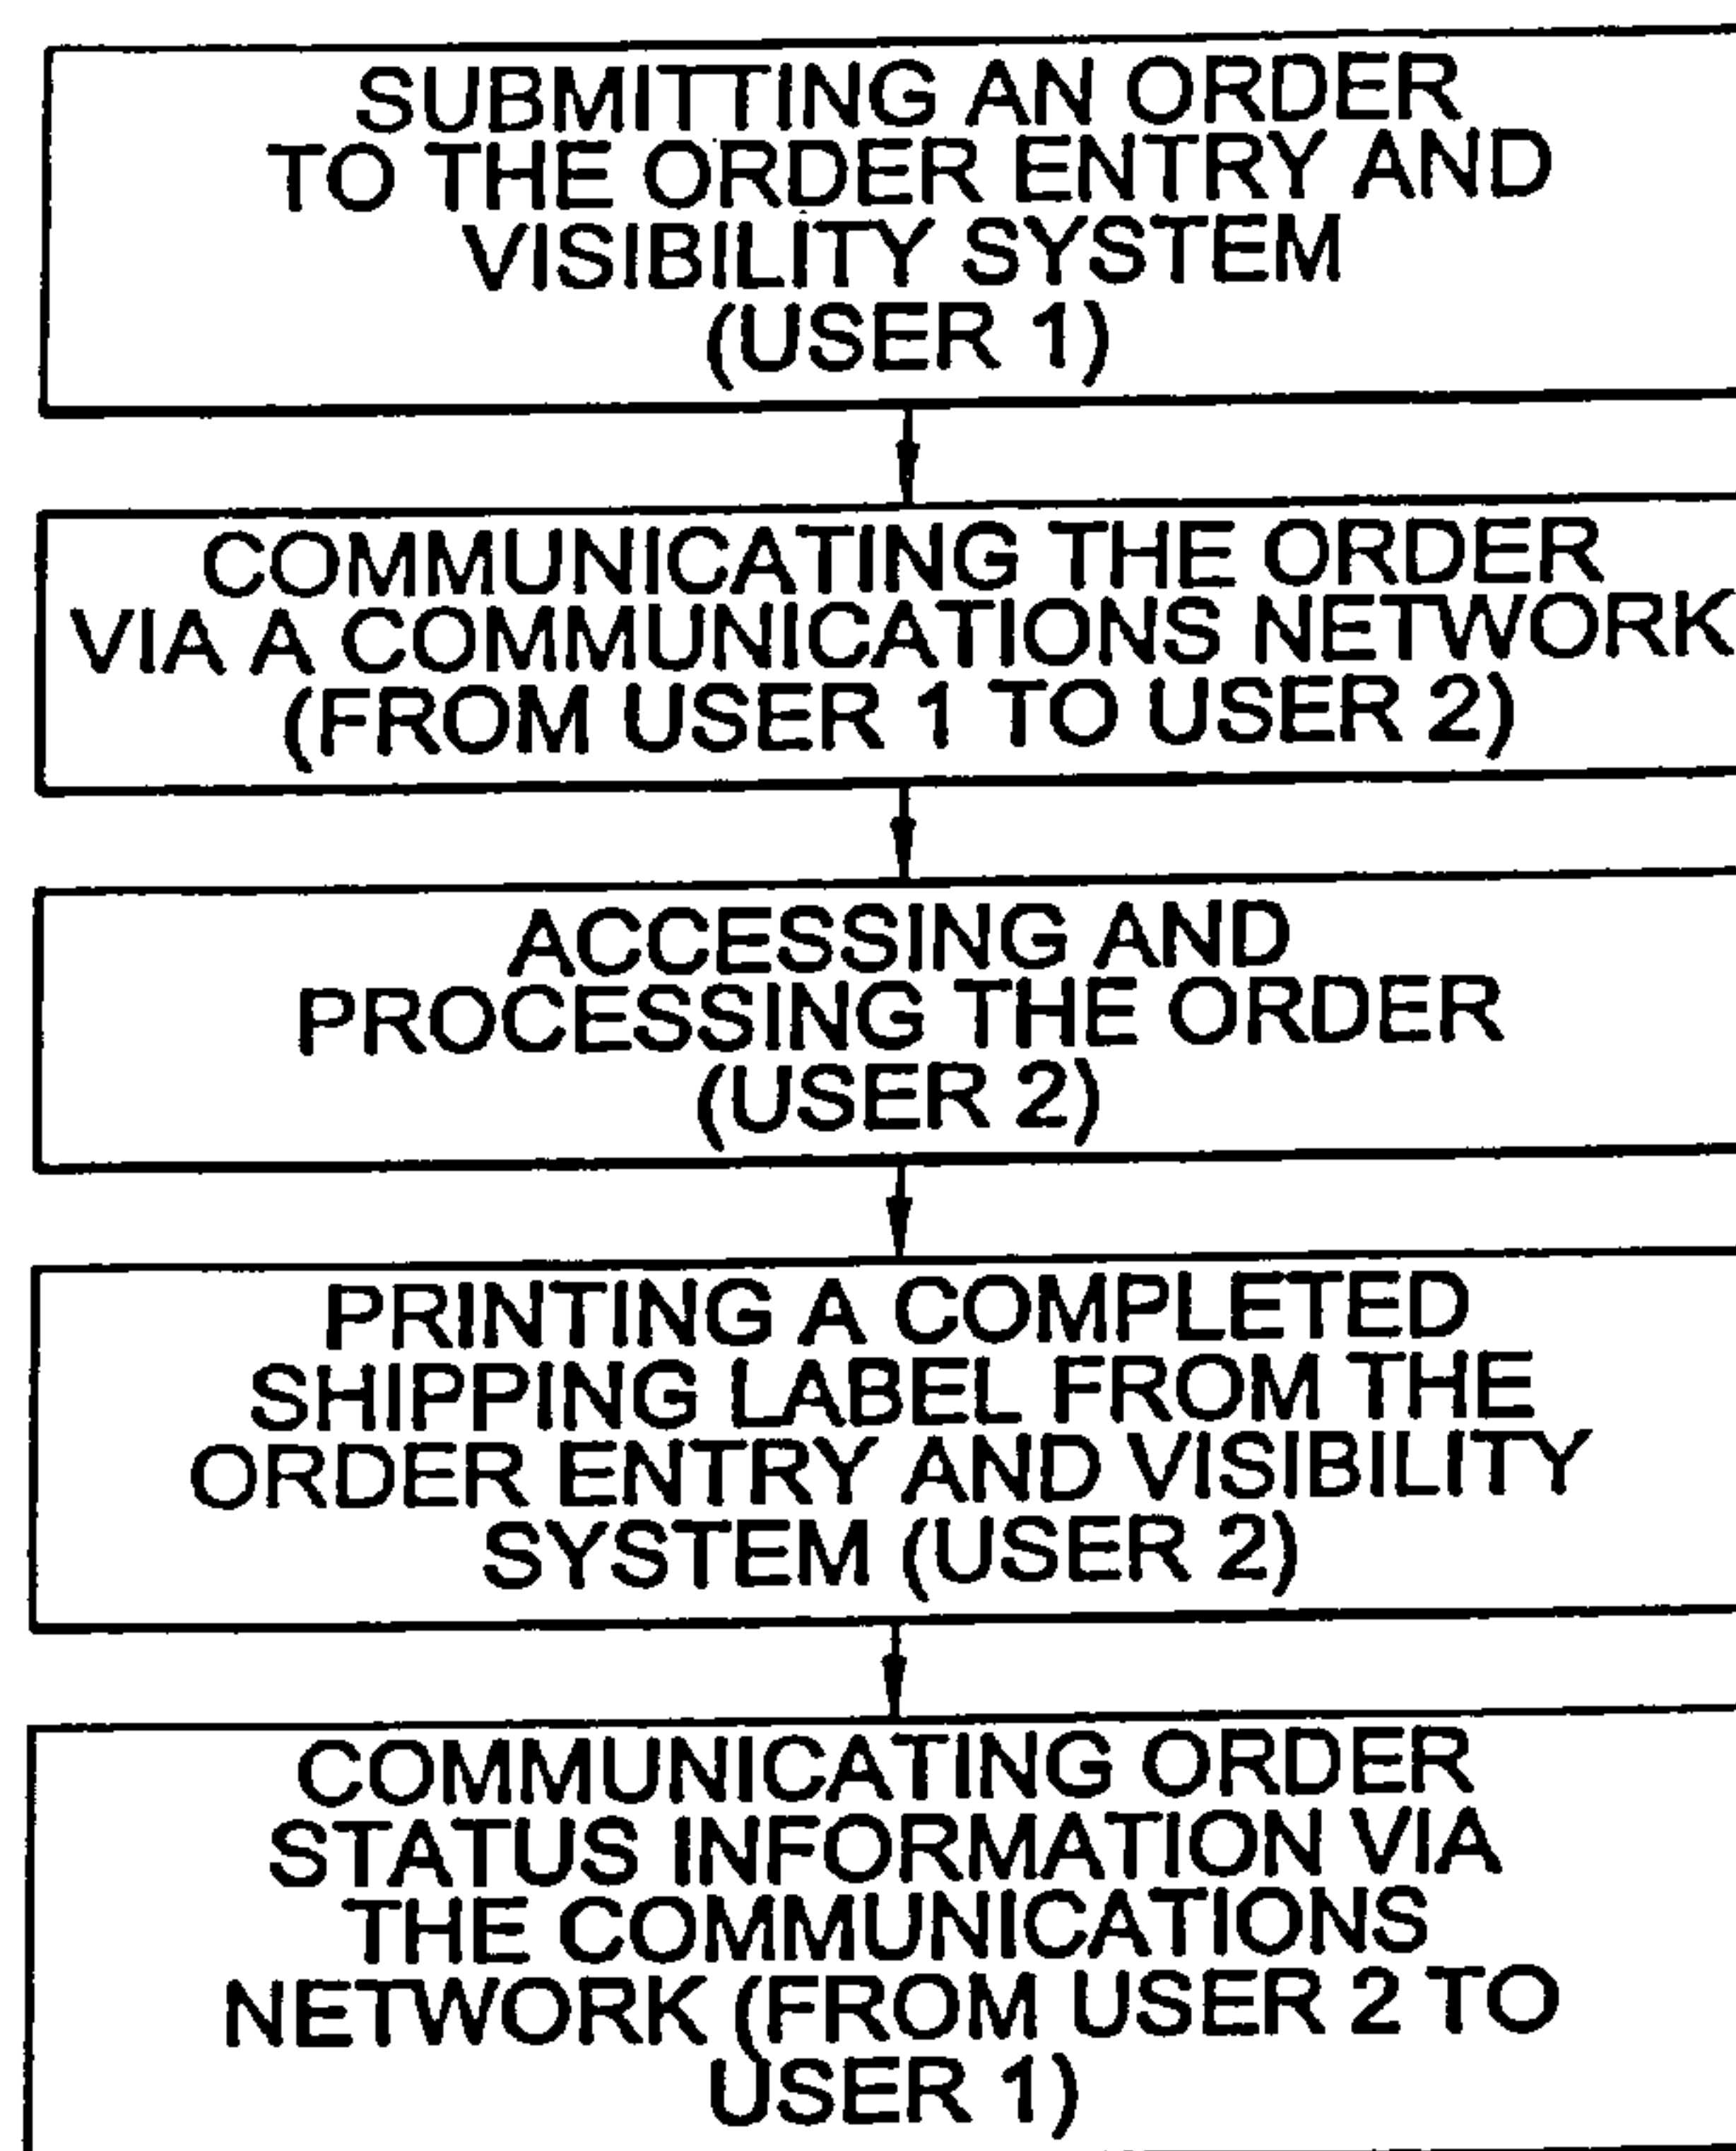 SUBMITTING AN ORDER
TO THE ORDER ENTRY AND
VISIBILITY SYSTEM
(USER 1)
COMMUNICATING THE ORDER
VIA A COMMUNICATIONS NETWORK
(FROM USER 1 TO USER 2)
ACCESSING AND
PROCESSING THE ORDER
(USER 2)
PRINTING A COMPLETED
SHIPPING LABEL FROM THE
ORDER ENTRY AND VISIBILITY
SYSTEM (USER 2)
COMMUNICATING ORDER
STATUS INFORMATION VIA
THE COMMUNICATIONS
NETWORK (FROM USER 2 TO
USER 1)